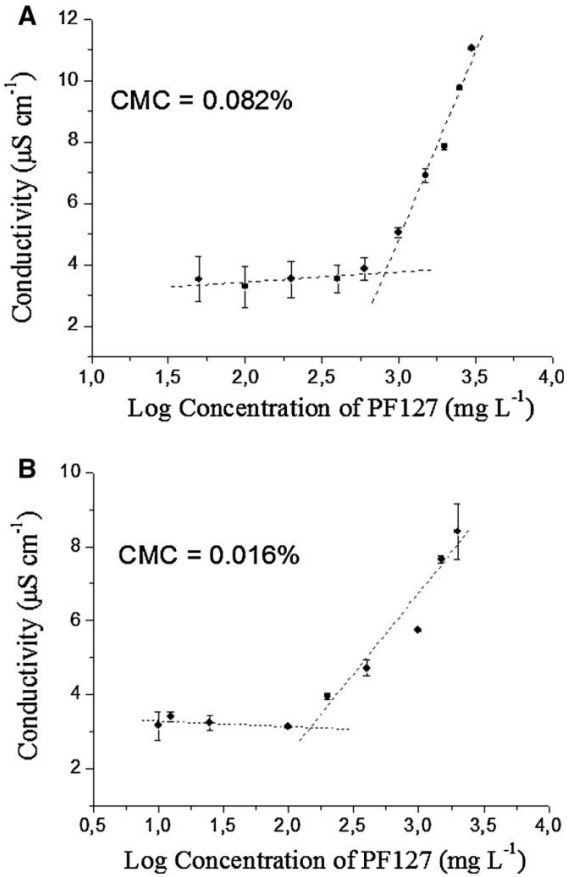 A
12
10
8
6
4
2
Conductivity (µS cm⁻¹)
CMC = 0.082%
1,0 1,5 2,0 2,5 3,0 3,5 4,0
Log Concentration of PF127 (mg L⁻¹)
B
10
8
6
4
2
Conductivity (µS cm⁻¹)
CMC = 0.016%
0,5 1,0 1,5 2,0 2,5 3,0 3,5 4,0
Log Concentration of PF127 (mg L⁻¹)